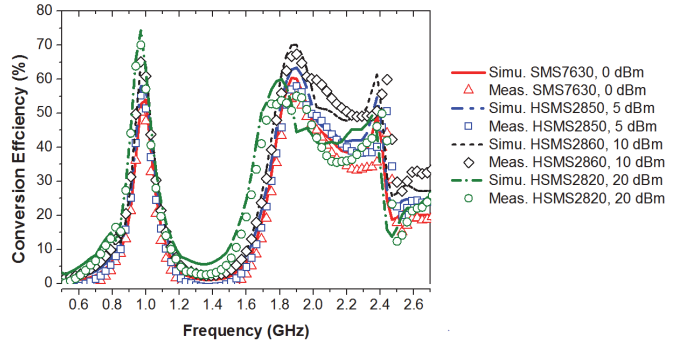 80
70
60
50
40
30
20
10
0
Conversion Effciency (%)
0.6 0.8 1.0 1.2 1.4 1.6 1.8 2.0 2.2 2.4 2.6
Frequency (GHz)
Simu. SMS7630, 0 dBm
Meas. SMS7630, 0 dBm
Simu. HSMS2850, 5 dBm
Meas. HSMS2850, 5 dBm
Simu. HSMS2860, 10 dBm
Meas. HSMS2860, 10 dBm
Simu. HSMS2820, 20 dBm
Meas. HSMS2820, 20 dBm